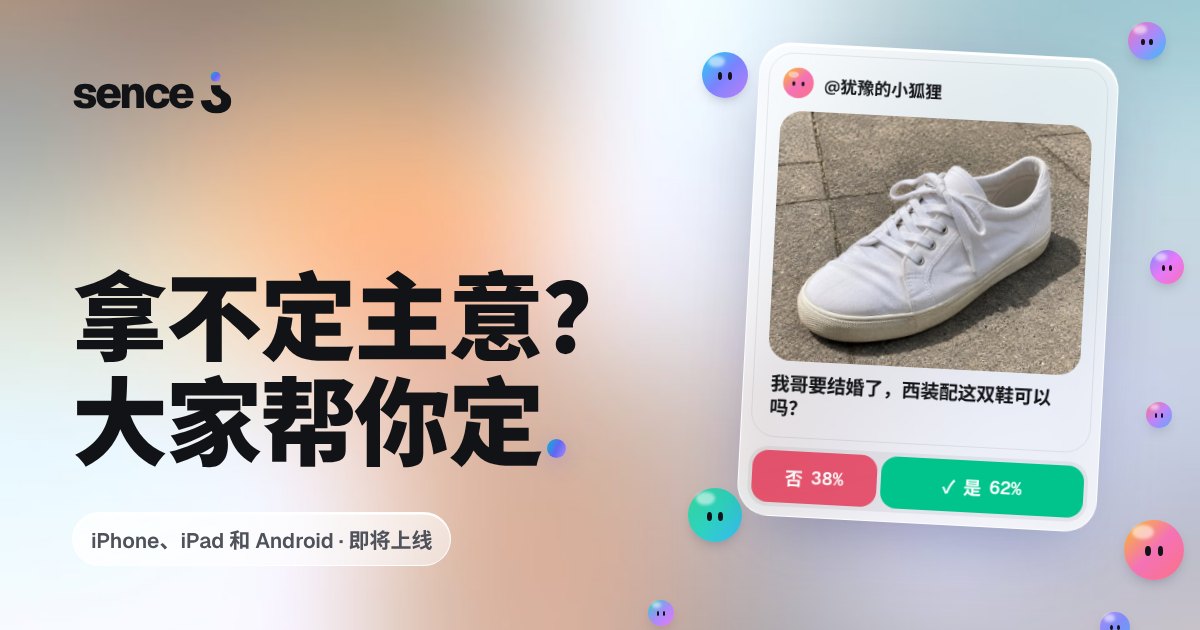 sence
拿不定主意？
大家帮你定
iPhone、iPad 和 Android · 即将上线
@犹豫的小狐狸
我哥要结婚了，西装配这双鞋可以
吗？
否 38%
✓ 是 62%